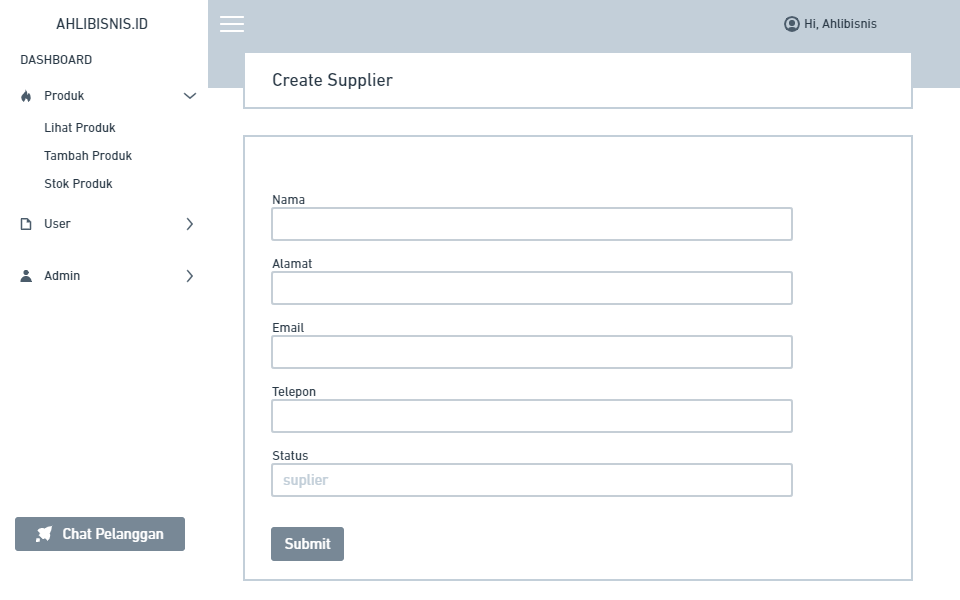 AHLIBISNIS.ID
Hi, Ahlibisnis
DASHBOARD
Produk
Lihat Produk
Tambah Produk
Stok Produk
User
Admin
Chat Pelanggan
Create Supplier
Nama
Alamat
Email
Telepon
Status
suplier
Submit